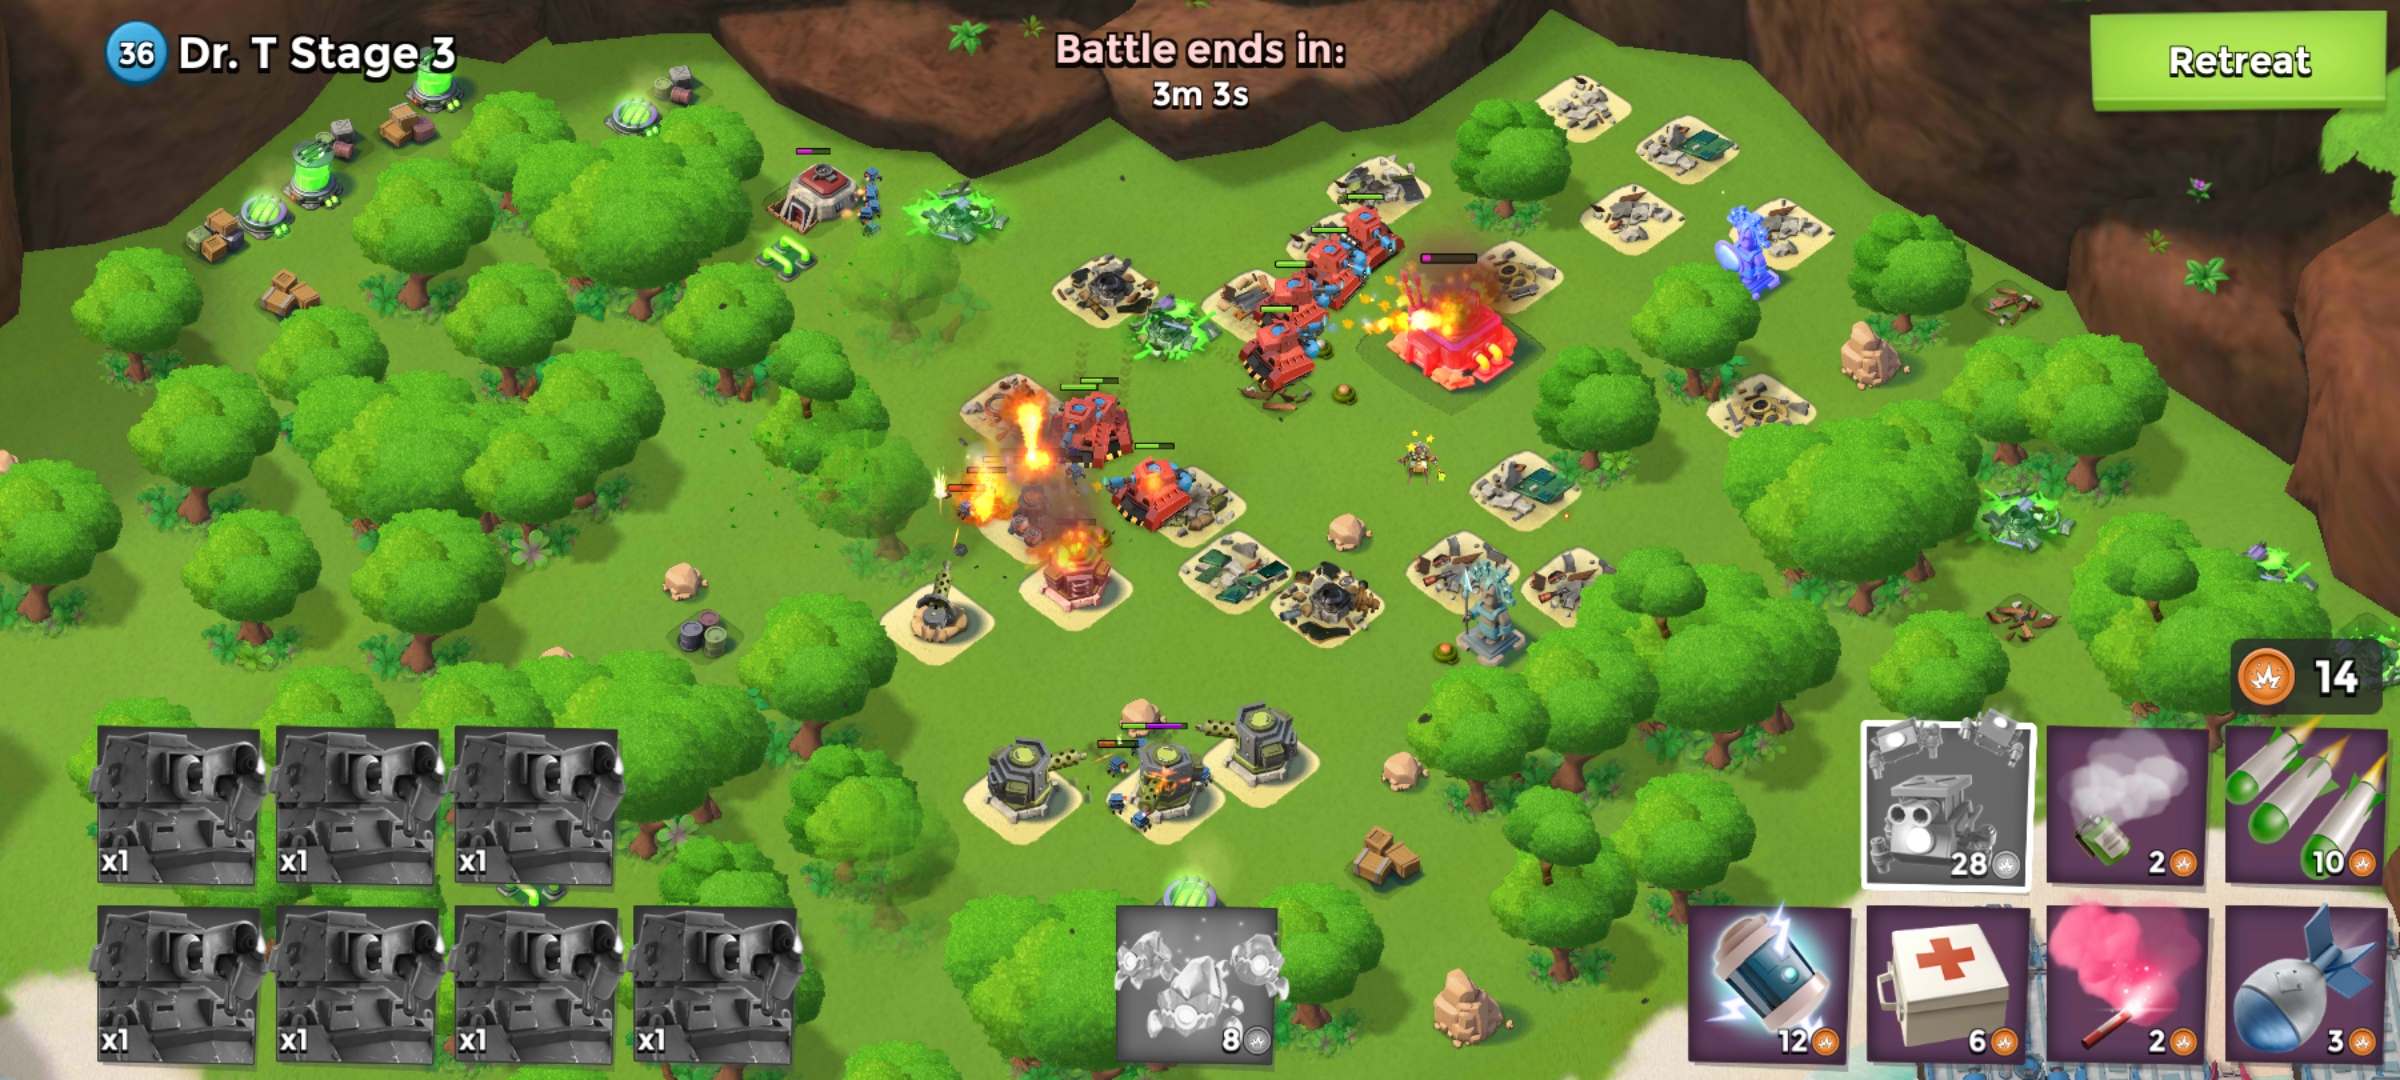 36 Dr. T Stage 3
Battle ends in:
3m 3s
Retreat
14
x1
x1
x1
28
2
10
x1
x1
x1
x1
8
12
6
2
3